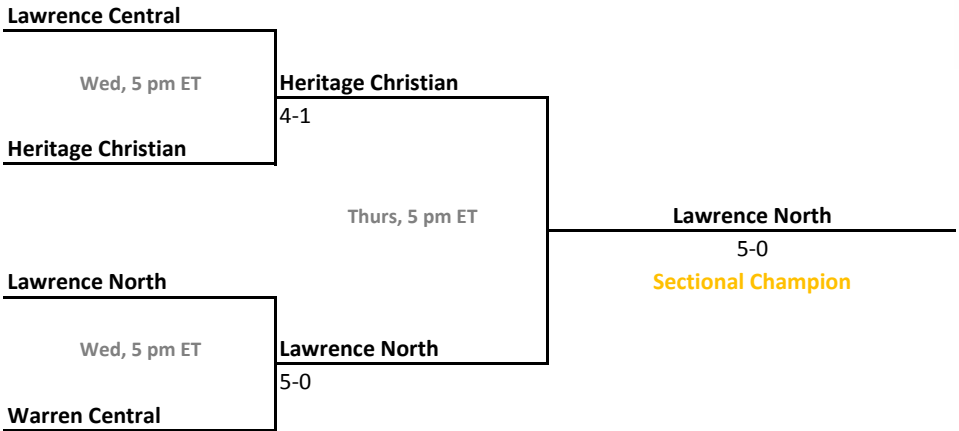 Lawrence Central
Wed, 5 pm ET
Heritage Christian
4-1
Heritage Christian
Thurs, 5 pm ET
Lawrence North
5-0
Sectional Champion
Lawrence North
Wed, 5 pm ET
Lawrence North
5-0
Warren Central